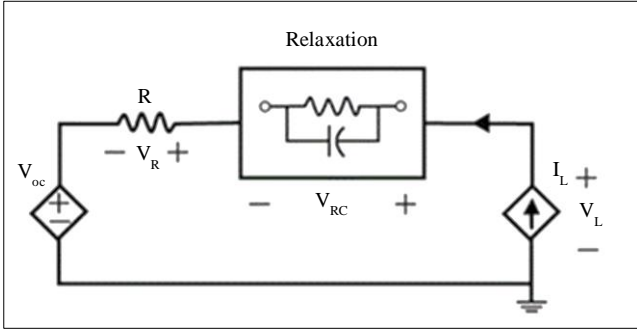 Relaxation
R
− V_R +
V_oc
+
−
− V_RC +
I_L +
V_L
−